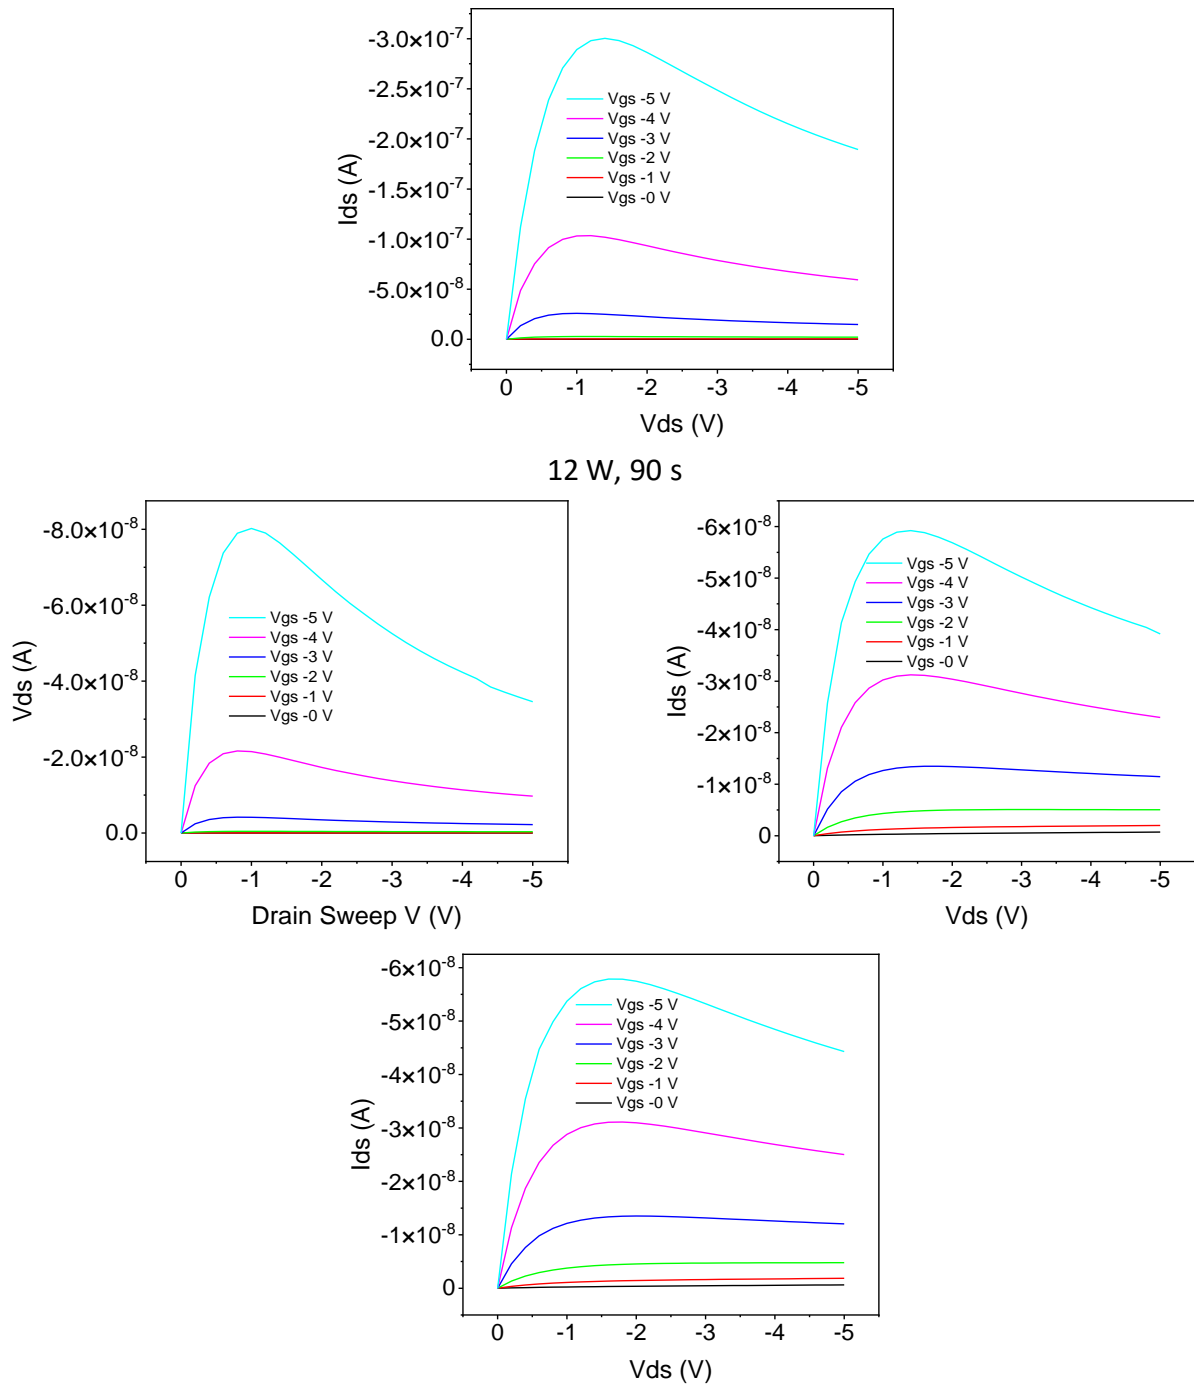 -3.0×10⁻⁷
-2.5×10⁻⁷
-2.0×10⁻⁷
-1.5×10⁻⁷
-1.0×10⁻⁷
-5.0×10⁻⁸
0.0
Ids (A)
Vgs -5 V
Vgs -4 V
Vgs -3 V
Vgs -2 V
Vgs -1 V
Vgs -0 V
0 -1 -2 -3 -4 -5
Vds (V)
12 W, 90 s
-8.0×10⁻⁸
-6.0×10⁻⁸
-4.0×10⁻⁸
-2.0×10⁻⁸
0.0
Vds (A)
Vgs -5 V
Vgs -4 V
Vgs -3 V
Vgs -2 V
Vgs -1 V
Vgs -0 V
0 -1 -2 -3 -4 -5
Drain Sweep V (V)
-6×10⁻⁸
-5×10⁻⁸
-4×10⁻⁸
-3×10⁻⁸
-2×10⁻⁸
-1×10⁻⁸
0
Ids (A)
Vgs -5 V
Vgs -4 V
Vgs -3 V
Vgs -2 V
Vgs -1 V
Vgs -0 V
0 -1 -2 -3 -4 -5
Vds (V)
-6×10⁻⁸
-5×10⁻⁸
-4×10⁻⁸
-3×10⁻⁸
-2×10⁻⁸
-1×10⁻⁸
0
Ids (A)
Vgs -5 V
Vgs -4 V
Vgs -3 V
Vgs -2 V
Vgs -1 V
Vgs -0 V
0 -1 -2 -3 -4 -5
Vds (V)